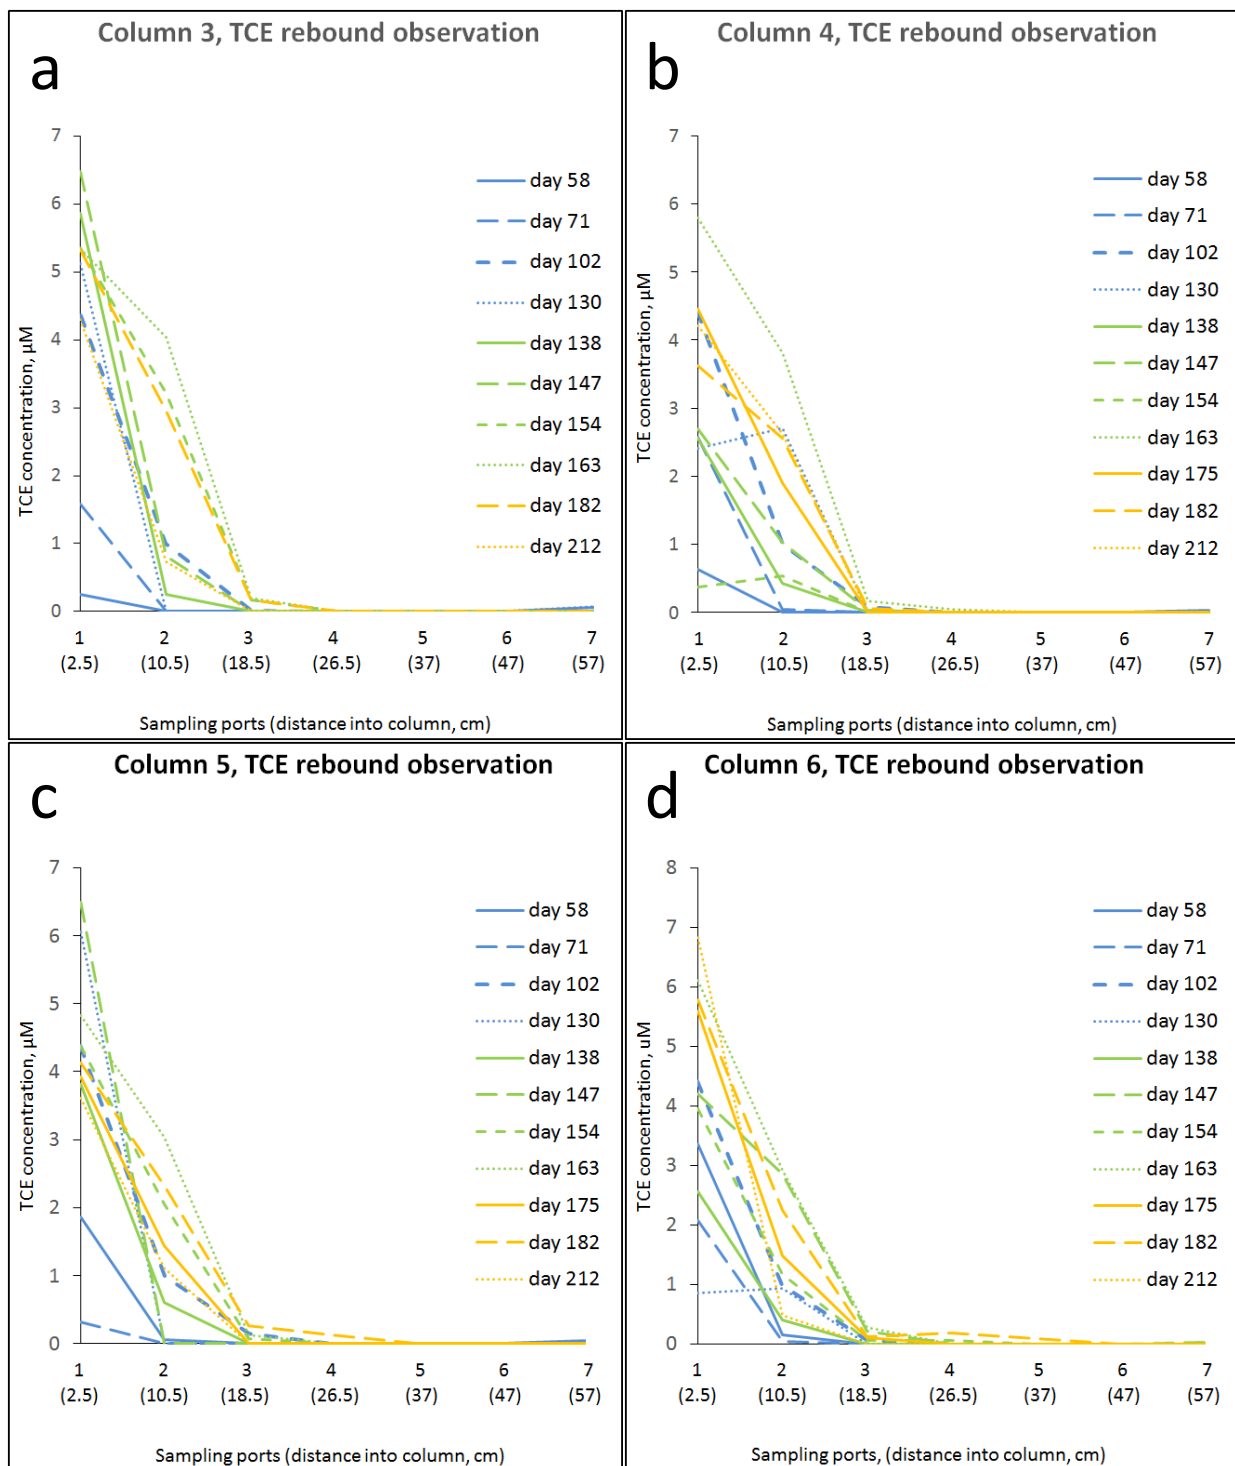 Column 3, TCE rebound observation
a
TCE concentration, µM
7
6
5
4
3
2
1
0
day 58
day 71
day 102
day 130
day 138
day 147
day 154
day 163
day 182
day 212
1 2 3 4 5 6 7
(2.5) (10.5) (18.5) (26.5) (37) (47) (57)
Sampling ports (distance into column, cm)
Column 4, TCE rebound observation
b
TCE concentration, µM
7
6
5
4
3
2
1
0
day 58
day 71
day 102
day 130
day 138
day 147
day 154
day 163
day 175
day 182
day 212
1 2 3 4 5 6 7
(2.5) (10.5) (18.5) (26.5) (37) (47) (57)
Sampling ports (distance into column, cm)
Column 5, TCE rebound observation
c
TCE concentration, µM
7
6
5
4
3
2
1
0
day 58
day 71
day 102
day 130
day 138
day 147
day 154
day 163
day 175
day 182
day 212
1 2 3 4 5 6 7
(2.5) (10.5) (18.5) (26.5) (37) (47) (57)
Sampling ports (distance into column, cm)
Column 6, TCE rebound observation
d
TCE concentration, uM
8
7
6
5
4
3
2
1
0
day 58
day 71
day 102
day 130
day 138
day 147
day 154
day 163
day 175
day 182
day 212
1 2 3 4 5 6 7
(2.5) (10.5) (18.5) (26.5) (37) (47) (57)
Sampling ports, (distance into column, cm)